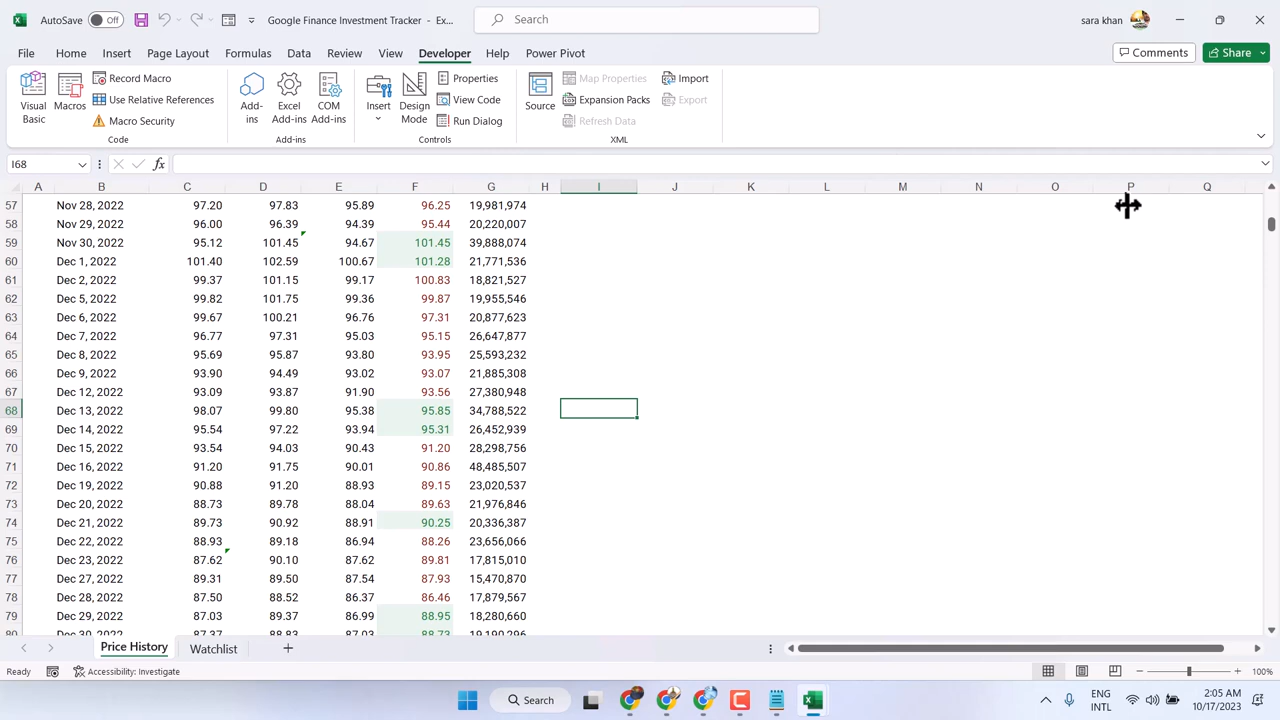 AutoSave Off Google Finance Investment Tracker - Ex... Search sara khan
File Home Insert Page Layout Formulas Data Review View Developer Help Power Pivot Comments Share
Visual Basic Macros Record Macro Use Relative References Macro Security Add-ins Excel Add-ins COM Add-ins Insert Design Mode Properties View Code Run Dialog Source Map Properties Expansion Packs Refresh Data Import Export
Code Add-ins Controls XML
I68 fx
A B C D E F G H I J K L M N O P Q
57 Nov 28, 2022 97.20 97.83 95.89 96.25 19,981,974
58 Nov 29, 2022 96.00 96.39 94.39 95.44 20,220,007
59 Nov 30, 2022 95.12 101.45 94.67 101.45 39,888,074
60 Dec 1, 2022 101.40 102.59 100.67 101.28 21,771,536
61 Dec 2, 2022 99.37 101.15 99.17 100.83 18,821,527
62 Dec 5, 2022 99.82 101.75 99.36 99.87 19,955,546
63 Dec 6, 2022 99.67 100.21 96.76 97.31 20,877,623
64 Dec 7, 2022 96.77 97.31 95.03 95.15 26,647,877
65 Dec 8, 2022 95.69 95.87 93.80 93.95 25,593,232
66 Dec 9, 2022 93.90 94.49 93.02 93.07 21,885,308
67 Dec 12, 2022 93.09 93.87 91.90 93.56 27,380,948
68 Dec 13, 2022 98.07 99.80 95.38 95.85 34,788,522
69 Dec 14, 2022 95.54 97.22 93.94 95.31 26,452,939
70 Dec 15, 2022 93.54 94.03 90.43 91.20 28,298,756
71 Dec 16, 2022 91.20 91.75 90.01 90.86 48,485,507
72 Dec 19, 2022 90.88 91.20 88.93 89.15 23,020,537
73 Dec 20, 2022 88.73 89.78 88.04 89.63 21,976,846
74 Dec 21, 2022 89.73 90.92 88.91 90.25 20,336,387
75 Dec 22, 2022 88.93 89.18 86.94 88.26 23,656,066
76 Dec 23, 2022 87.62 90.10 87.62 89.81 17,815,010
77 Dec 27, 2022 89.31 89.50 87.54 87.93 15,470,870
78 Dec 28, 2022 87.50 88.52 86.37 86.46 17,879,567
79 Dec 29, 2022 87.03 89.37 86.99 88.95 18,280,660
80 Dec 30, 2022 87.37 88.83 87.03 88.73 19,190,296
Price History Watchlist
Ready Accessibility: Investigate 100%
Search ENG INTL 2:05 AM 10/17/2023